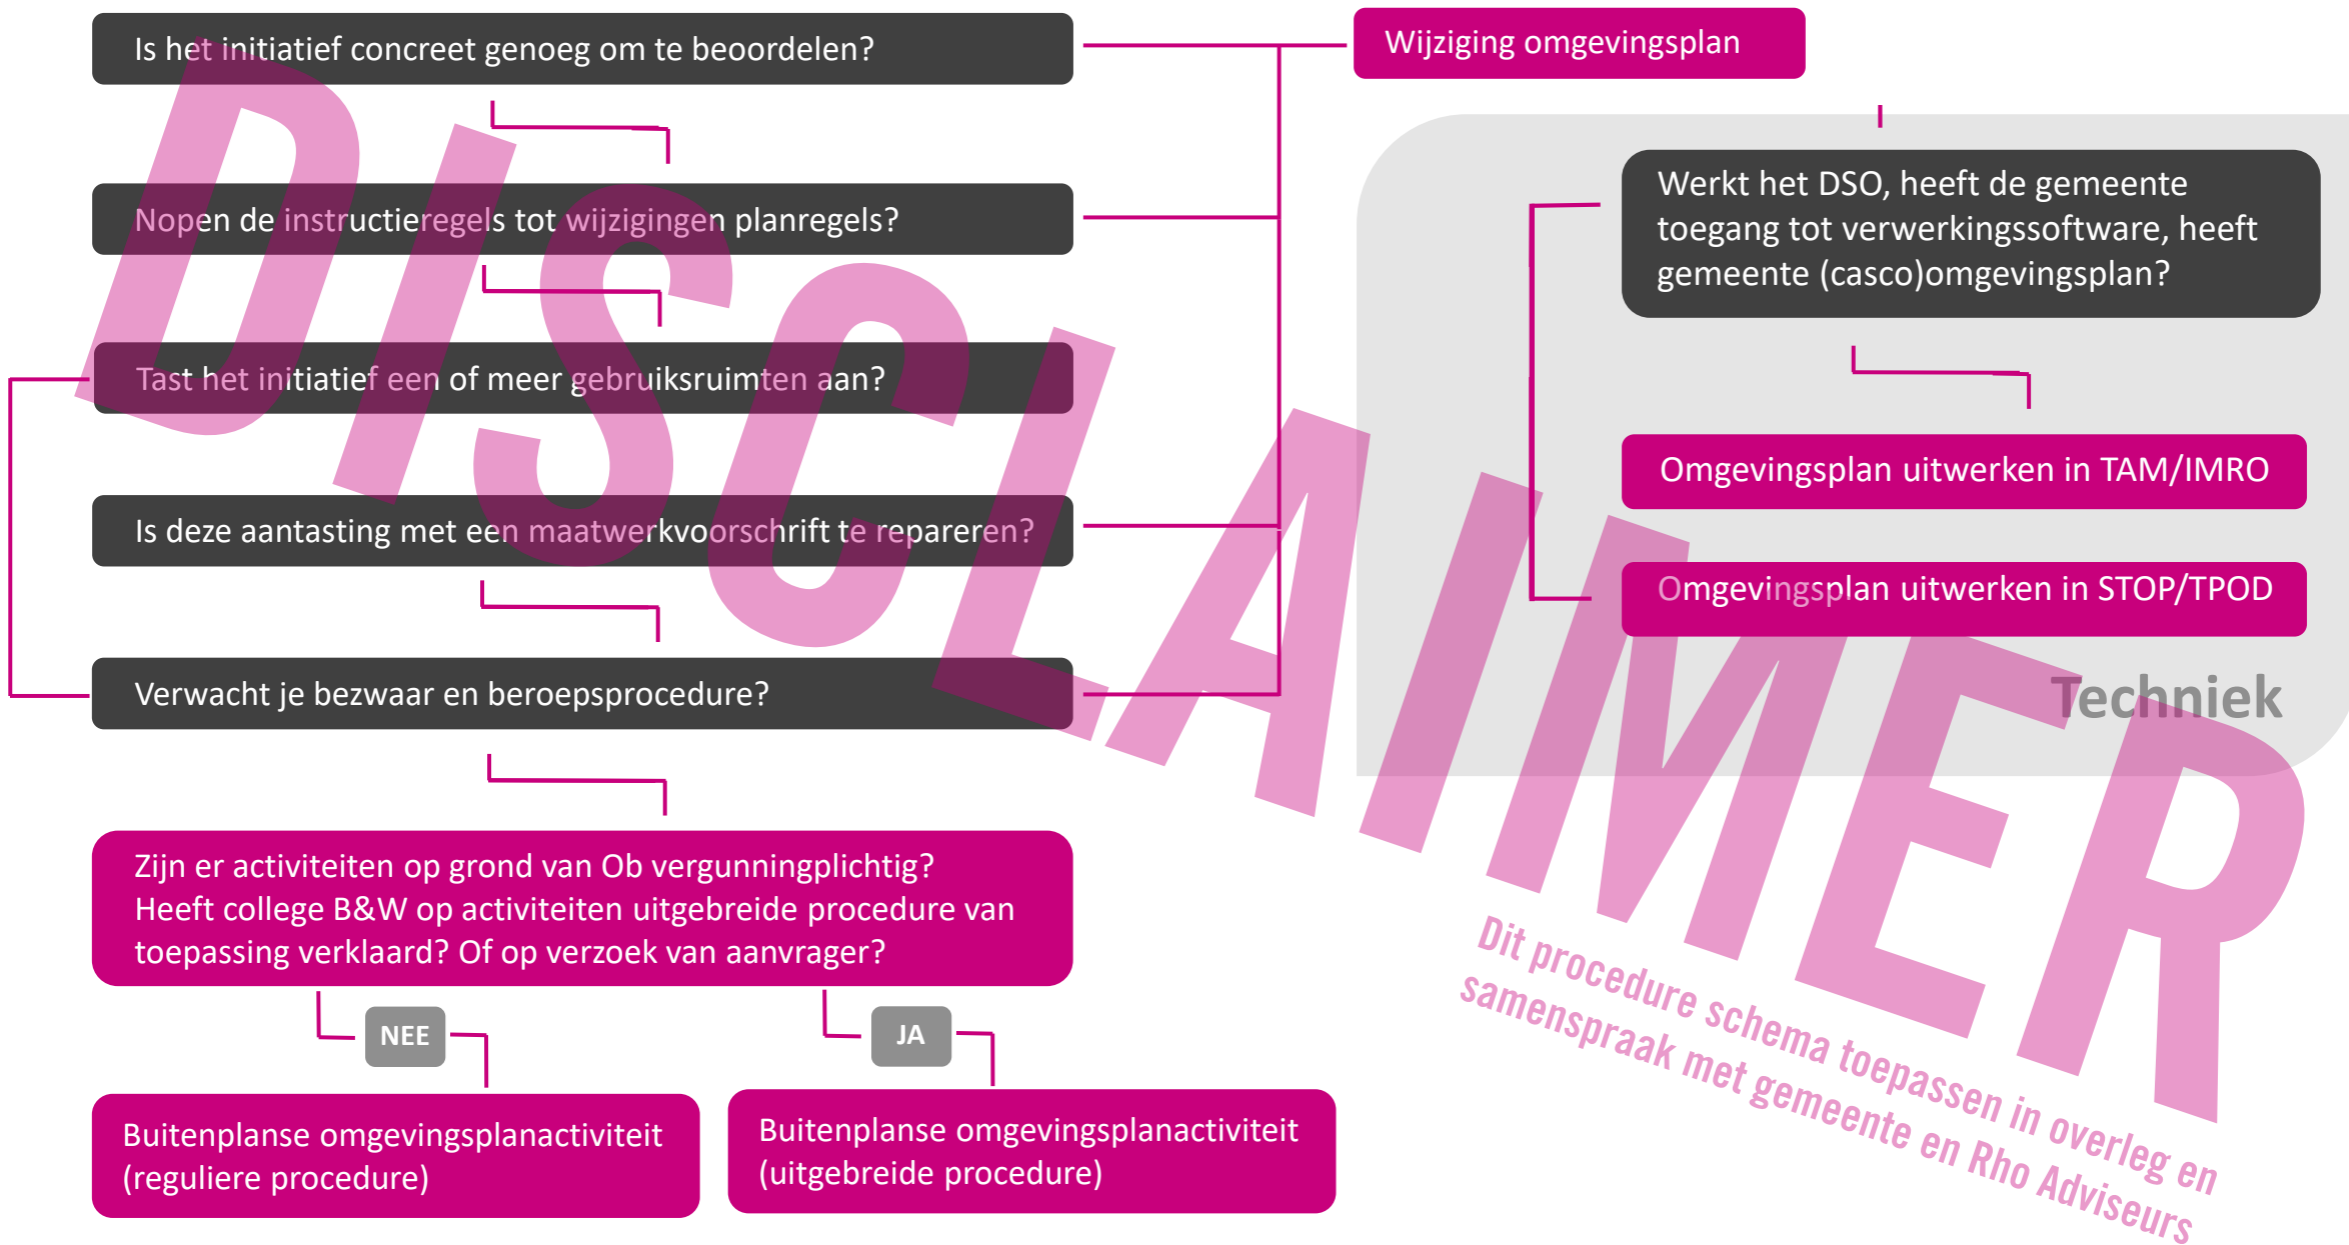 Is het initiatief concreet genoeg om te beoordelen?
Nopen de instructieregels tot wijzigingen planregels?
Tast het initiatief een of meer gebruiksruimten aan?
Is deze aantasting met een maatwerkvoorschrift te repareren?
Verwacht je bezwaar en beroepsprocedure?
Zijn er activiteiten op grond van Ob vergunningplichtig?
Heeft college B&W op activiteiten uitgebreide procedure van
toepassing verklaard? Of op verzoek van aanvrager?
NEE
JA
Buitenplanse omgevingsplanactiviteit
(reguliere procedure)
Buitenplanse omgevingsplanactiviteit
(uitgebreide procedure)
Wijziging omgevingsplan
Werkt het DSO, heeft de gemeente
toegang tot verwerkingssoftware, heeft
gemeente (casco)omgevingsplan?
Omgevingsplan uitwerken in TAM/IMRO
Omgevingsplan uitwerken in STOP/TPOD
Techniek
DISCLAIMER
Dit procedure schema toepassen in overleg en
samenspraak met gemeente en Rho Adviseurs